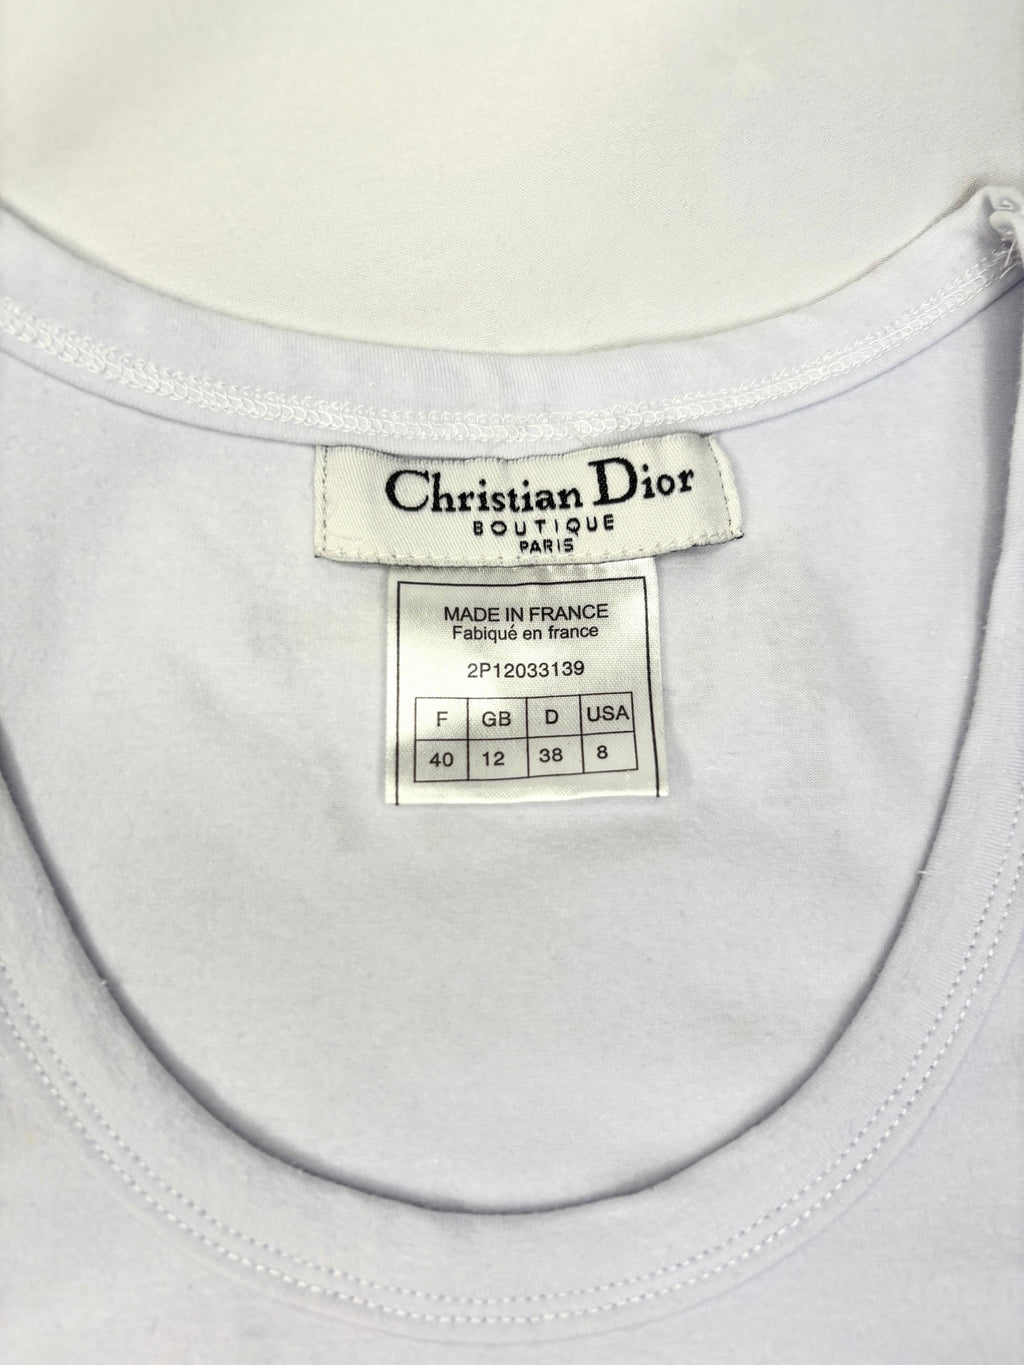 Christian Dior
BOUTIQUE
PARIS
MADE IN FRANCE
Fabiqué en france
2P12033139
F GB D USA
40 12 38 8